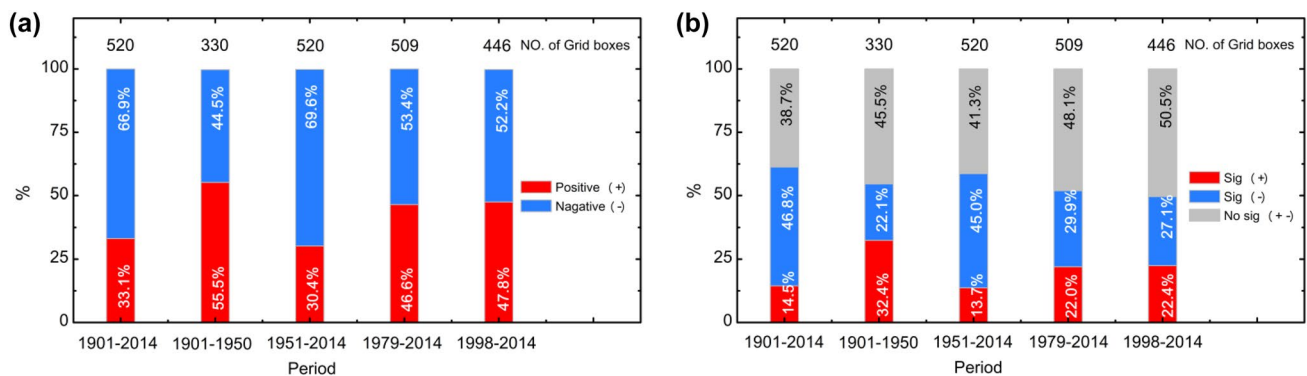 (a)
520 330 520 509 446 NO. of Grid boxes
100
75
50
25
0
%
66.9% 44.5% 69.6% 53.4% 52.2%
33.1% 55.5% 30.4% 46.6% 47.8%
Positive (+)
Nagative (-)
1901-2014 1901-1950 1951-2014 1979-2014 1998-2014
Period
(b)
520 330 520 509 446 NO. of Grid boxes
100
75
50
25
0
%
38.7% 45.5% 41.3% 48.1% 50.5%
46.8% 22.1% 45.0% 29.9% 27.1%
14.5% 32.4% 13.7% 22.0% 22.4%
Sig (+)
Sig (-)
No sig (+ -)
1901-2014 1901-1950 1951-2014 1979-2014 1998-2014
Period